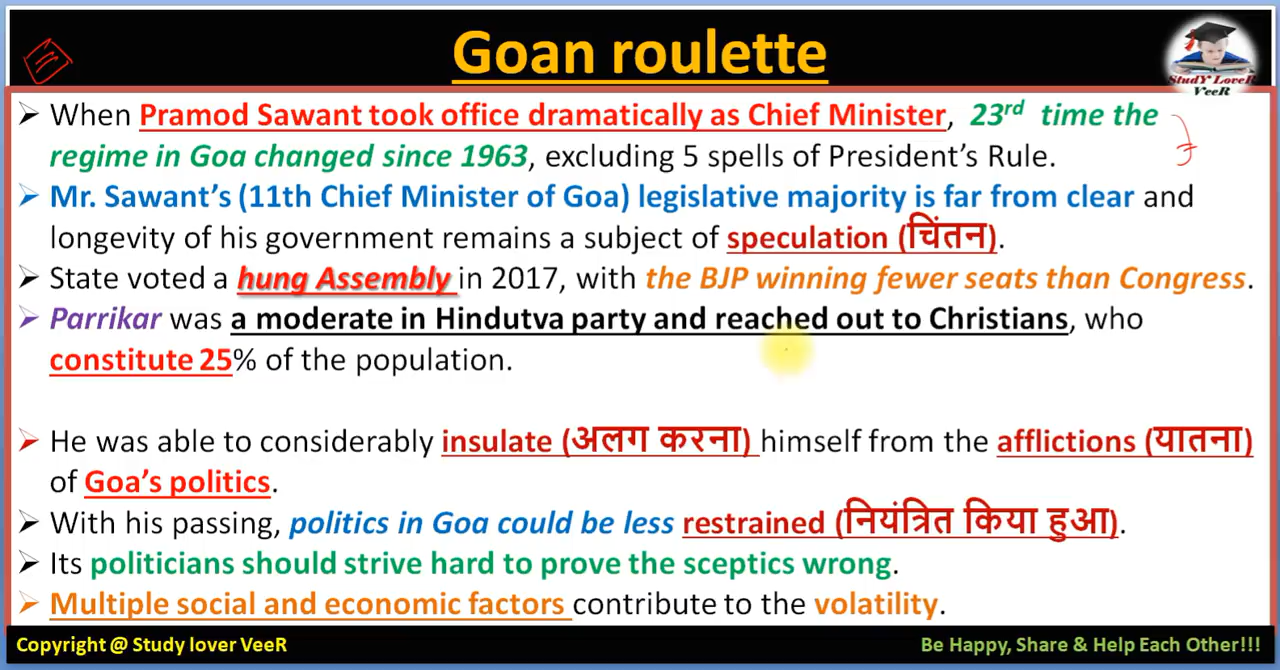 Goan roulette
StudY LoveR
VeeR
➢ When Pramod Sawant took office dramatically as Chief Minister, 23rd time the
regime in Goa changed since 1963, excluding 5 spells of President's Rule.
➢ Mr. Sawant's (11th Chief Minister of Goa) legislative majority is far from clear and
longevity of his government remains a subject of speculation (चिंतन).
➢ State voted a hung Assembly in 2017, with the BJP winning fewer seats than Congress.
➢ Parrikar was a moderate in Hindutva party and reached out to Christians, who
constitute 25% of the population.
➢ He was able to considerably insulate (अलग करना) himself from the afflictions (यातना)
of Goa's politics.
➢ With his passing, politics in Goa could be less restrained (नियंत्रित किया हुआ).
➢ Its politicians should strive hard to prove the sceptics wrong.
➢ Multiple social and economic factors contribute to the volatility.
Copyright @ Study lover VeeR
Be Happy, Share & Help Each Other!!!